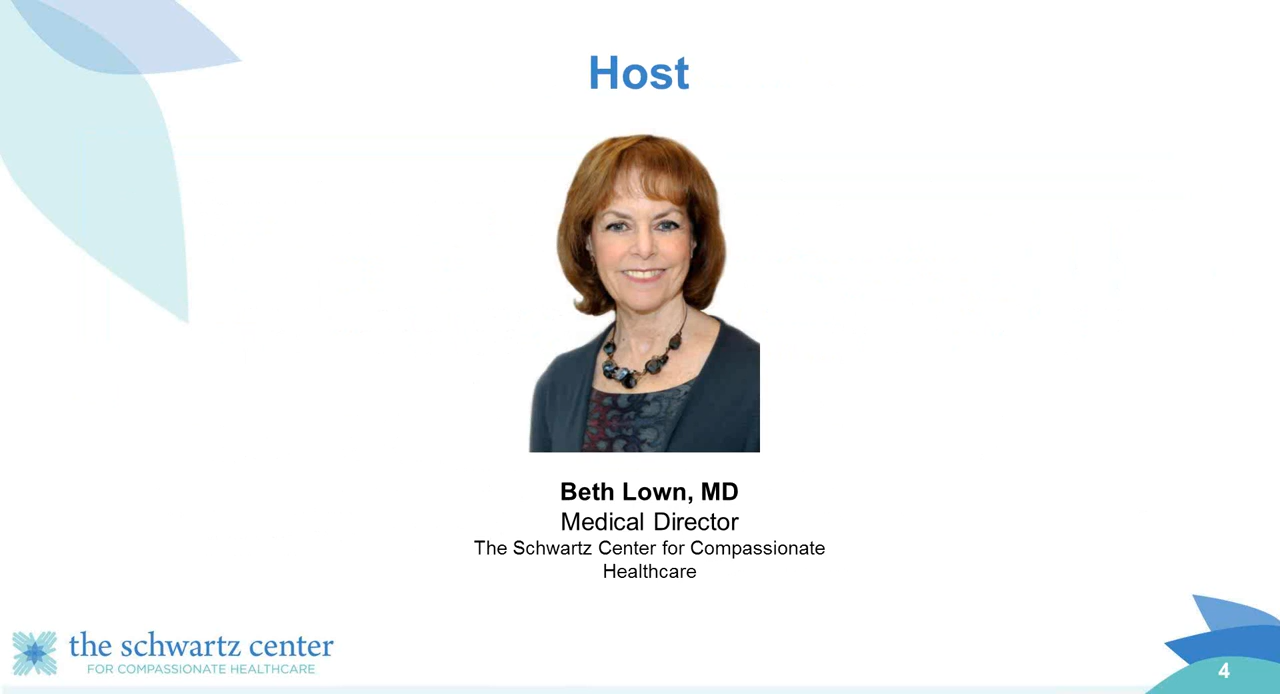 Host
Beth Lown, MD
Medical Director
The Schwartz Center for Compassionate
Healthcare
the schwartz center
FOR COMPASSIONATE HEALTHCARE
4